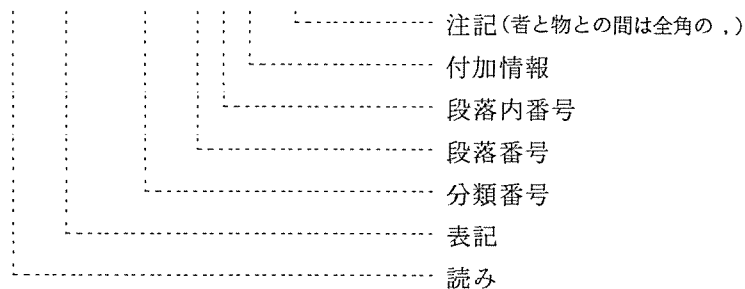 注記(者と物との間は全角の，)
付加情報
段落内番号
段落番号
分類番号
表記
読み